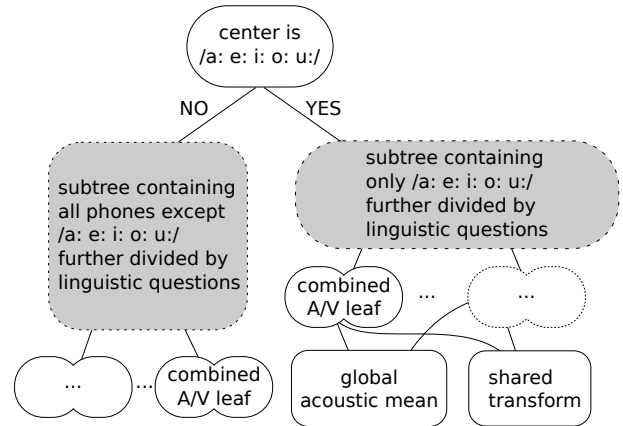 center is
/a: e: i: o: u:/
NO
YES
subtree containing
all phones except
/a: e: i: o: u:/
further divided by
linguistic questions
subtree containing
only /a: e: i: o: u:/
further divided by
linguistic questions
combined
A/V leaf
...
...
...
...
combined
A/V leaf
global
acoustic mean
shared
transform